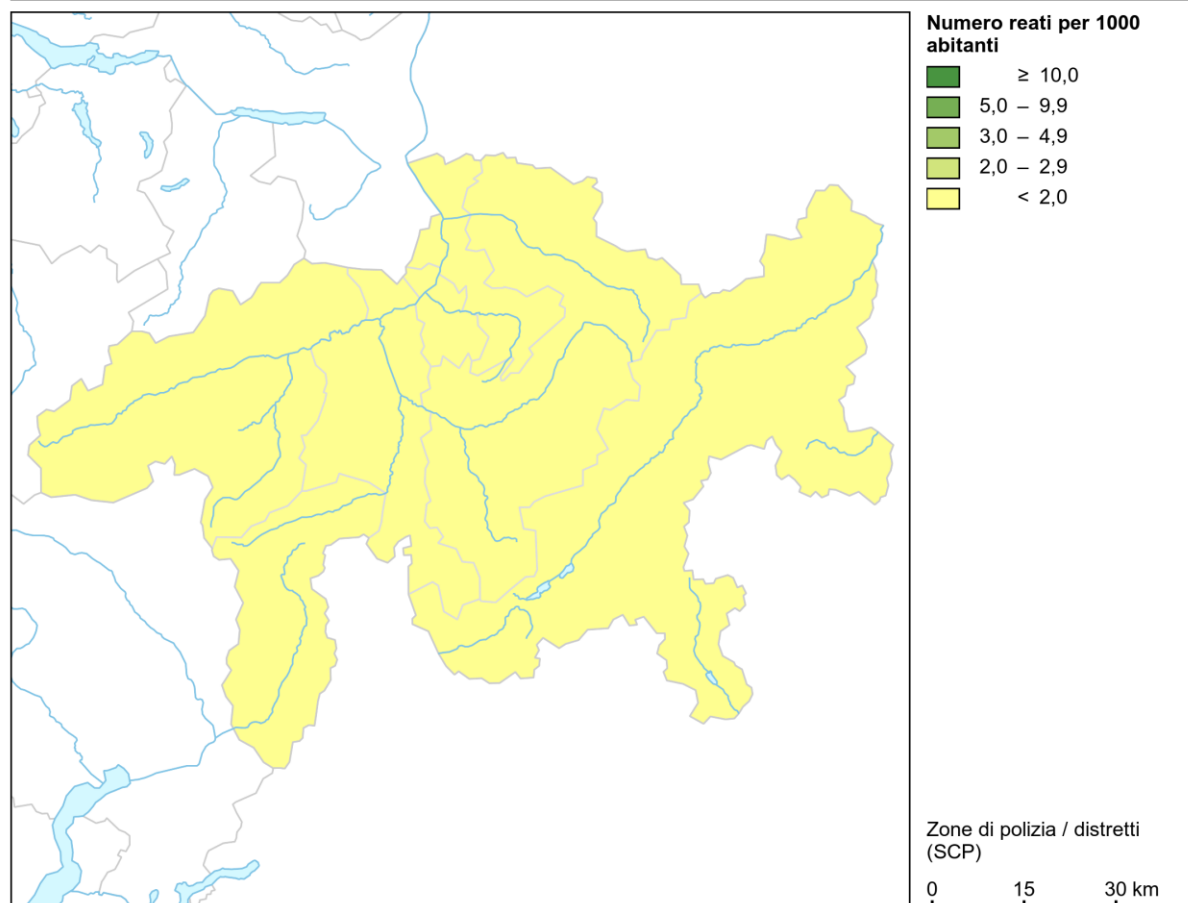 Numero reati per 1000
abitanti
≥ 10,0
5,0 – 9,9
3,0 – 4,9
2,0 – 2,9
< 2,0
Zone di polizia / distretti
(SCP)
0 15 30 km